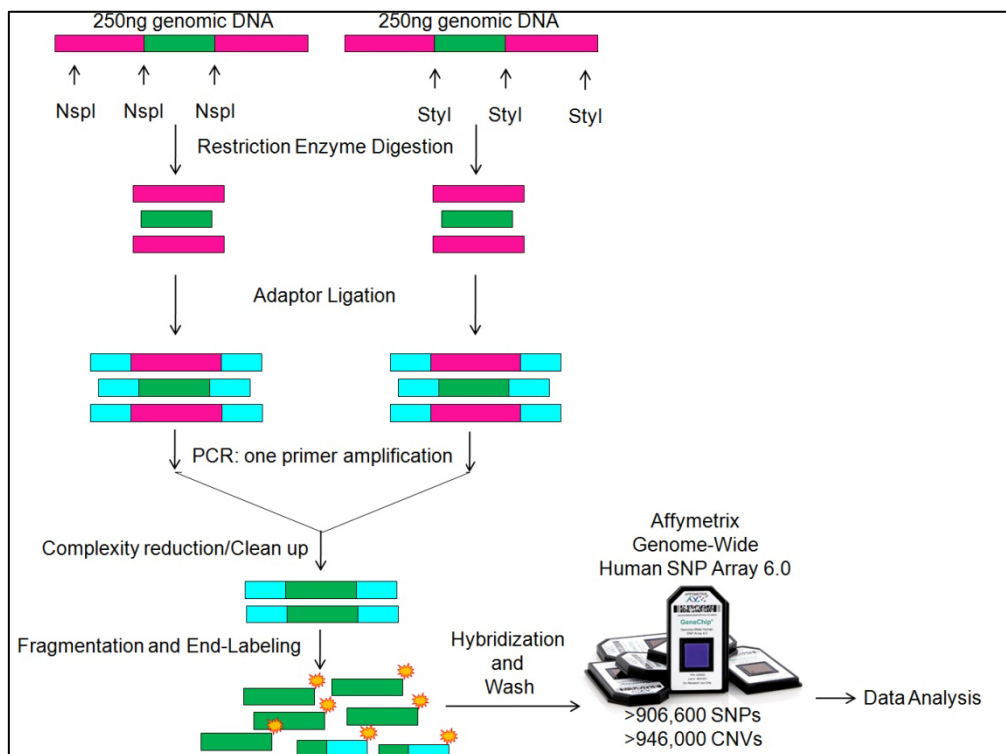 250ng genomic DNA
250ng genomic DNA
NspI
NspI
NspI
StyI
StyI
StyI
Restriction Enzyme Digestion
Adaptor Ligation
PCR: one primer amplification
Complexity reduction/Clean up
Fragmentation and End-Labeling
Hybridization
and
Wash
Affymetrix
Genome-Wide
Human SNP Array 6.0
AFFYMETRIX
GeneChip®
>906,600 SNPs
>946,000 CNVs
Data Analysis